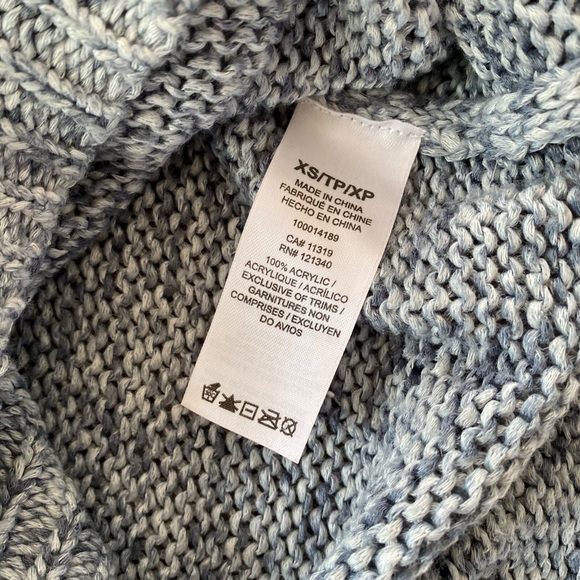 XS/TP/XP
MADE IN CHINA
FABRIQUÉ EN CHINE
HECHO EN CHINA
100014189
CA# 11319
RN# 121340
100% ACRYLIC /
ACRYLIQUE / ACRÍLICO
EXCLUSIVE OF TRIMS /
GARNITURES NON
COMPRISES / EXCLUYEN
DO AVIOS